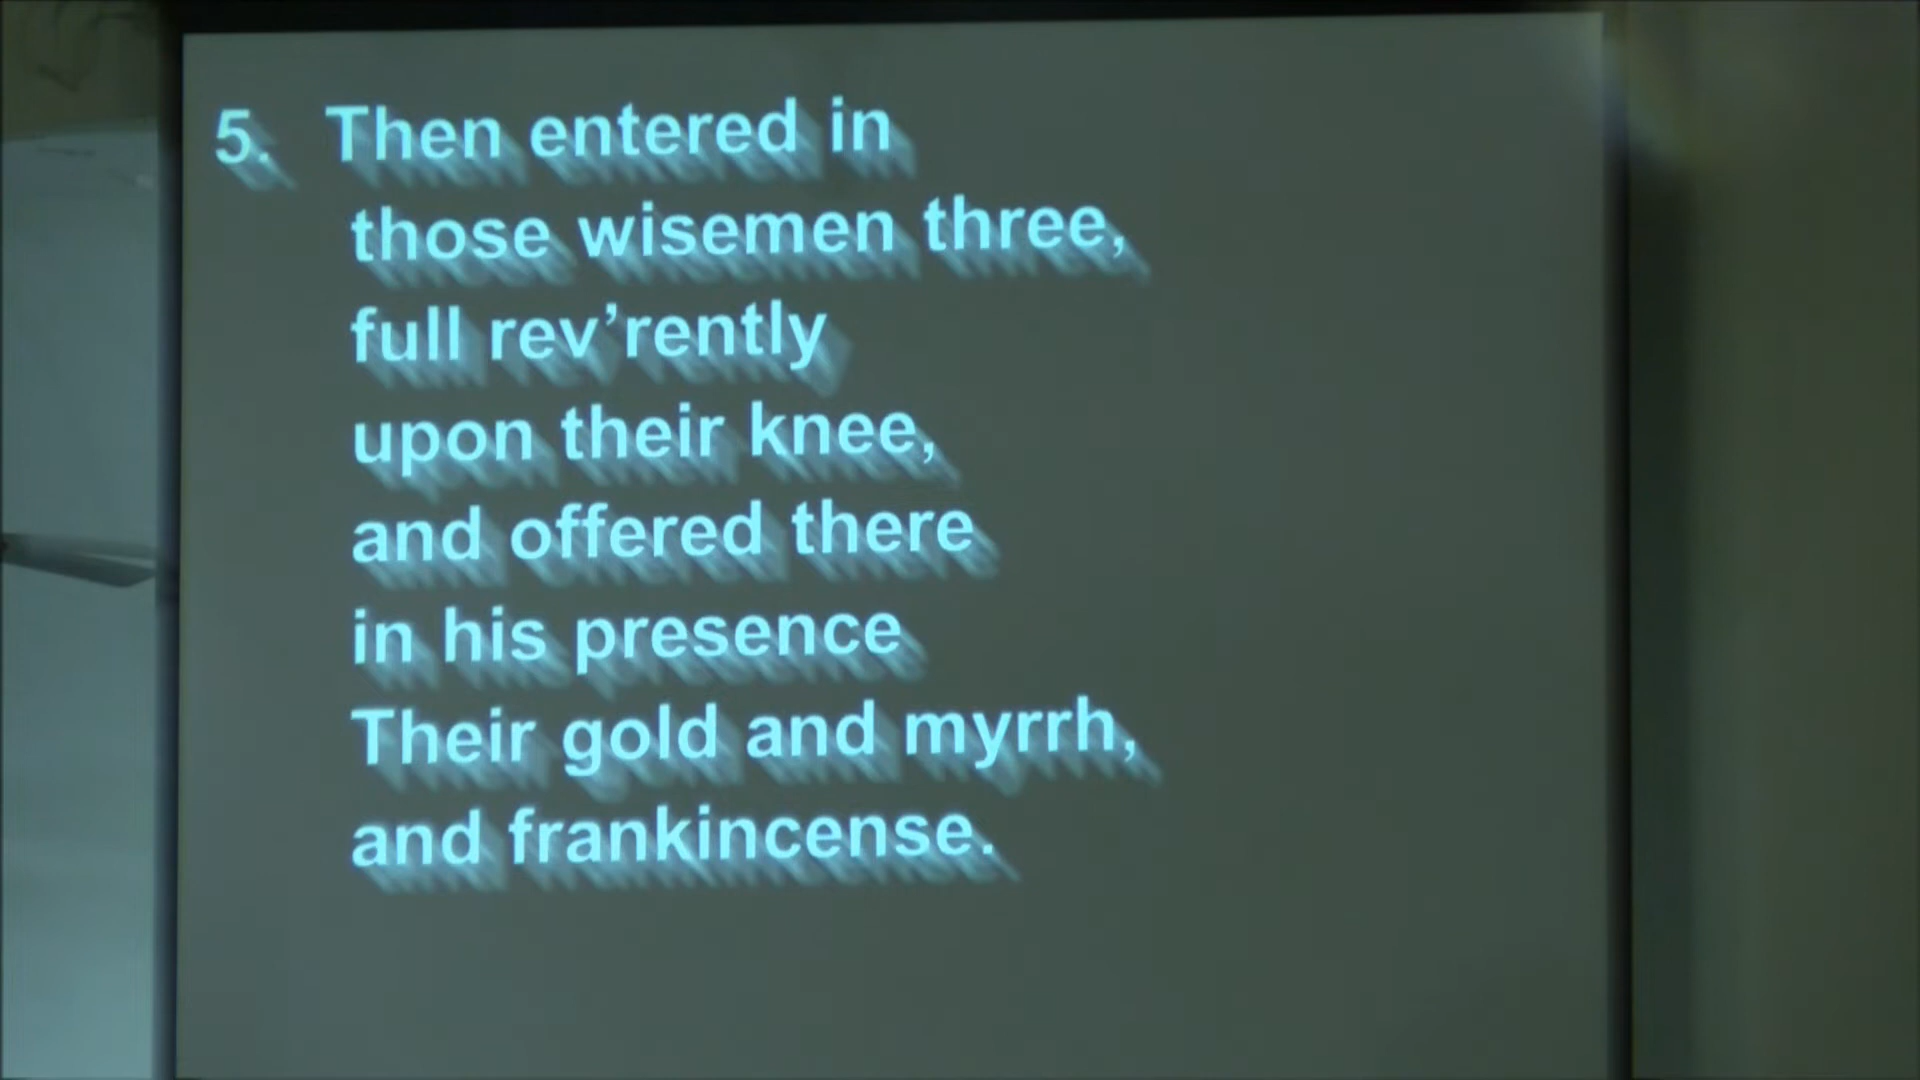 5. Then entered in
those wisemen three,
full rev’rently
upon their knee,
and offered there
in his presence
Their gold and myrrh,
and frankincense.